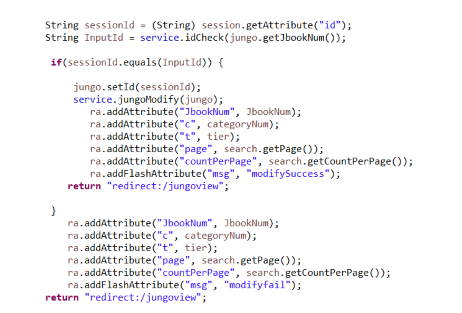 String sessionId = (String) session.getAttribute("id");
String InputId = service.idCheck(jungo.getJbookNum());
if(sessionId.equals(InputId)) {
jungo.setId(sessionId);
service.jungoModify(jungo);
ra.addAttribute("JbookNum", JbookNum);
ra.addAttribute("c", categoryNum);
ra.addAttribute("t", tier);
ra.addAttribute("page", search.getPage());
ra.addAttribute("countPerPage", search.getCountPerPage());
ra.addFlashAttribute("msg", "modifySuccess");
return "redirect:/jungoview";
}
ra.addAttribute("JbookNum", JbookNum);
ra.addAttribute("c", categoryNum);
ra.addAttribute("t", tier);
ra.addAttribute("page", search.getPage());
ra.addAttribute("countPerPage", search.getCountPerPage());
ra.addFlashAttribute("msg", "modifyfail");
return "redirect:/jungoview";